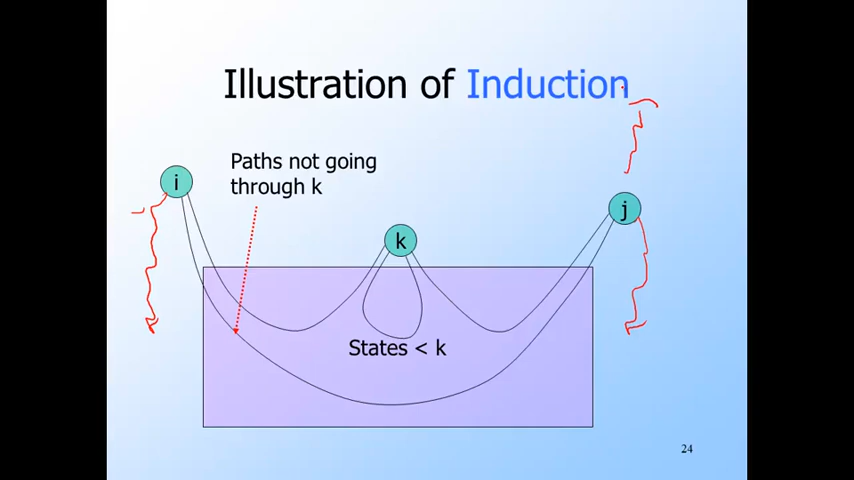 Illustration of Induction
Paths not going
through k
i
j
k
States < k
24